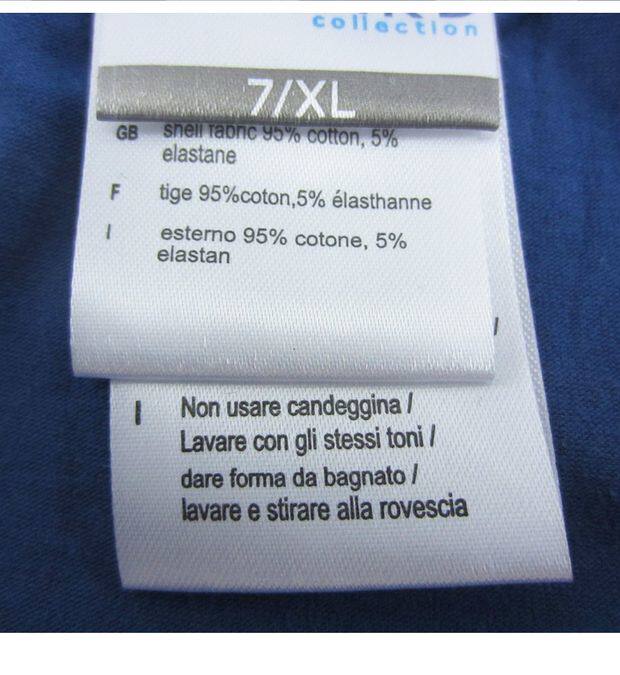 collection
7/XL
GB shell fabric 95% cotton, 5%
elastane
F tige 95%coton,5% élasthanne
I esterno 95% cotone, 5%
elastan
/
I Non usare candeggina /
Lavare con gli stessi toni /
dare forma da bagnato /
lavare e stirare alla rovescia